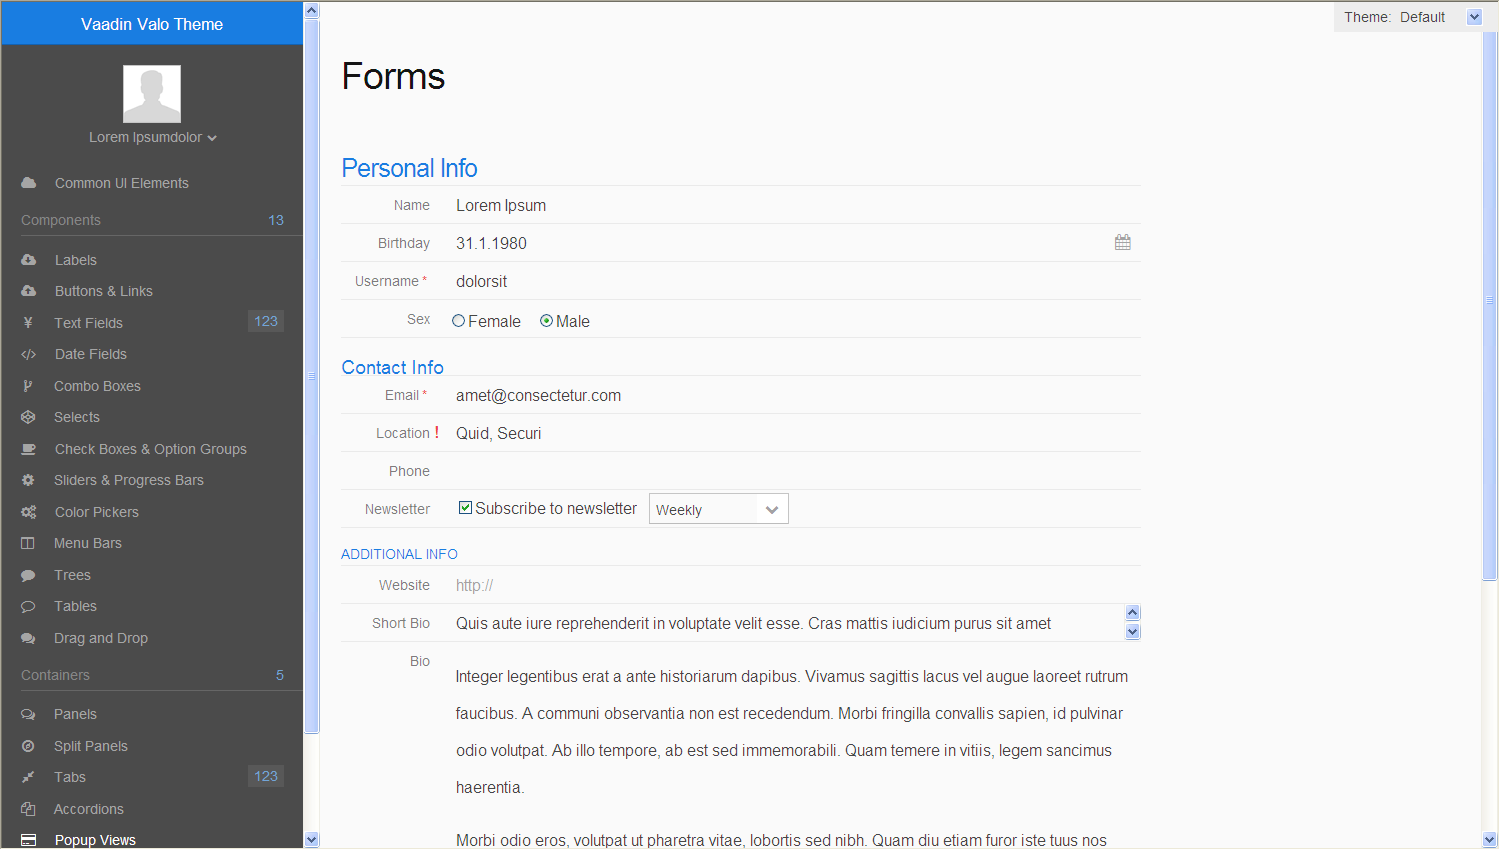 Vaadin Valo Theme
Lorem Ipsumdolor
Common UI Elements
Components 13
Labels
Buttons & Links
Text Fields 123
Date Fields
Combo Boxes
Selects
Check Boxes & Option Groups
Sliders & Progress Bars
Color Pickers
Menu Bars
Trees
Tables
Drag and Drop
Containers 5
Panels
Split Panels
Tabs 123
Accordions
Popup Views
Theme: Default
Forms
Personal Info
Name Lorem Ipsum
Birthday 31.1.1980
Username * dolorsit
Sex Female Male
Contact Info
Email * amet@consectetur.com
Location ! Quid, Securi
Phone
Newsletter Subscribe to newsletter Weekly
ADDITIONAL INFO
Website http://
Short Bio Quis aute iure reprehenderit in voluptate velit esse. Cras mattis iudicium purus sit amet
Bio
Integer legentibus erat a ante historiarum dapibus. Vivamus sagittis lacus vel augue laoreet rutrum
faucibus. A communi observantia non est recedendum. Morbi fringilla convallis sapien, id pulvinar
odio volutpat. Ab illo tempore, ab est sed immemorabili. Quam temere in vitiis, legem sancimus
haerentia.
Morbi odio eros, volutpat ut pharetra vitae, lobortis sed nibh. Quam diu etiam furor iste tuus nos